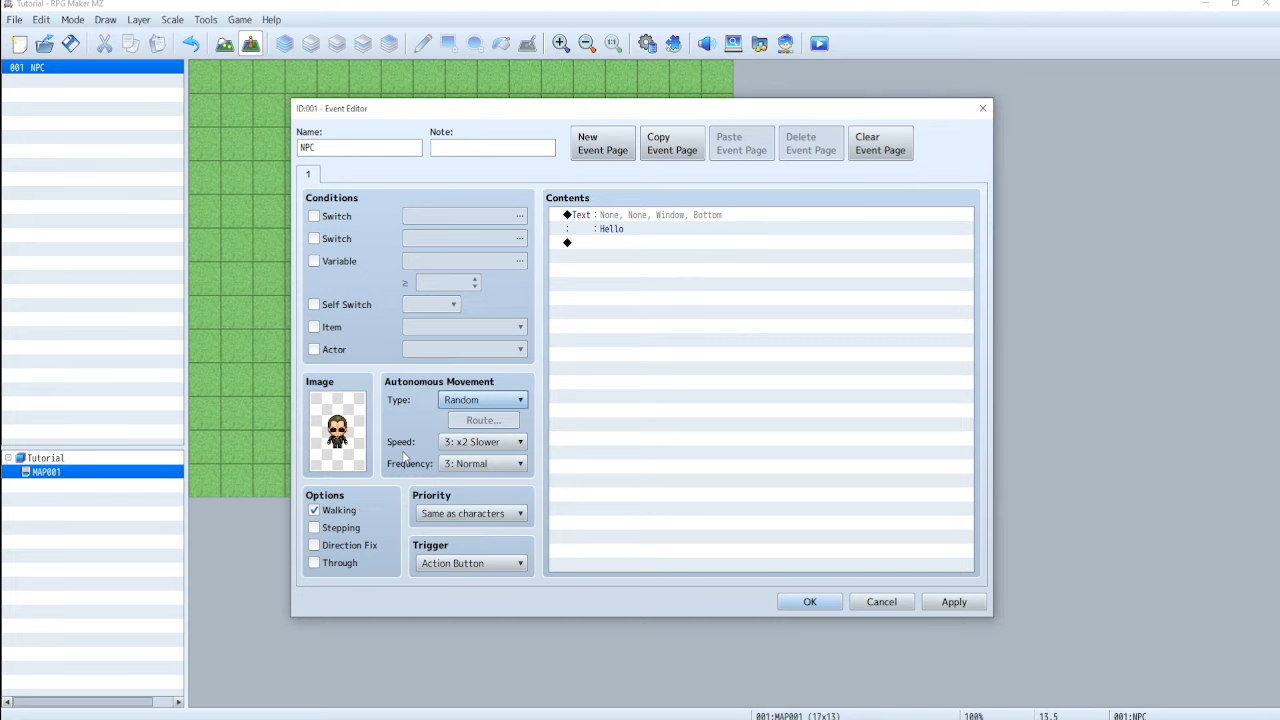 Tutorial - RPG Maker MZ
File Edit Mode Draw Layer Scale Tools Game Help
001 NPC
ID:001 - Event Editor
Name: Note:
NPC
New Event Page
Copy Event Page
Paste Event Page
Delete Event Page
Clear Event Page
1
Conditions
Switch ...
Switch ...
Variable ...
≥
Self Switch
Item
Actor
Image
Autonomous Movement
Type: Random
Route...
Speed: 3: x2 Slower
Frequency: 3: Normal
Options
Walking
Stepping
Direction Fix
Through
Priority
Same as characters
Trigger
Action Button
Contents
◆Text : None, None, Window, Bottom
: : Hello
◆
OK Cancel Apply
Tutorial
MAP001
001:MAP001 (17x13) 100% 13,5 001:NPC